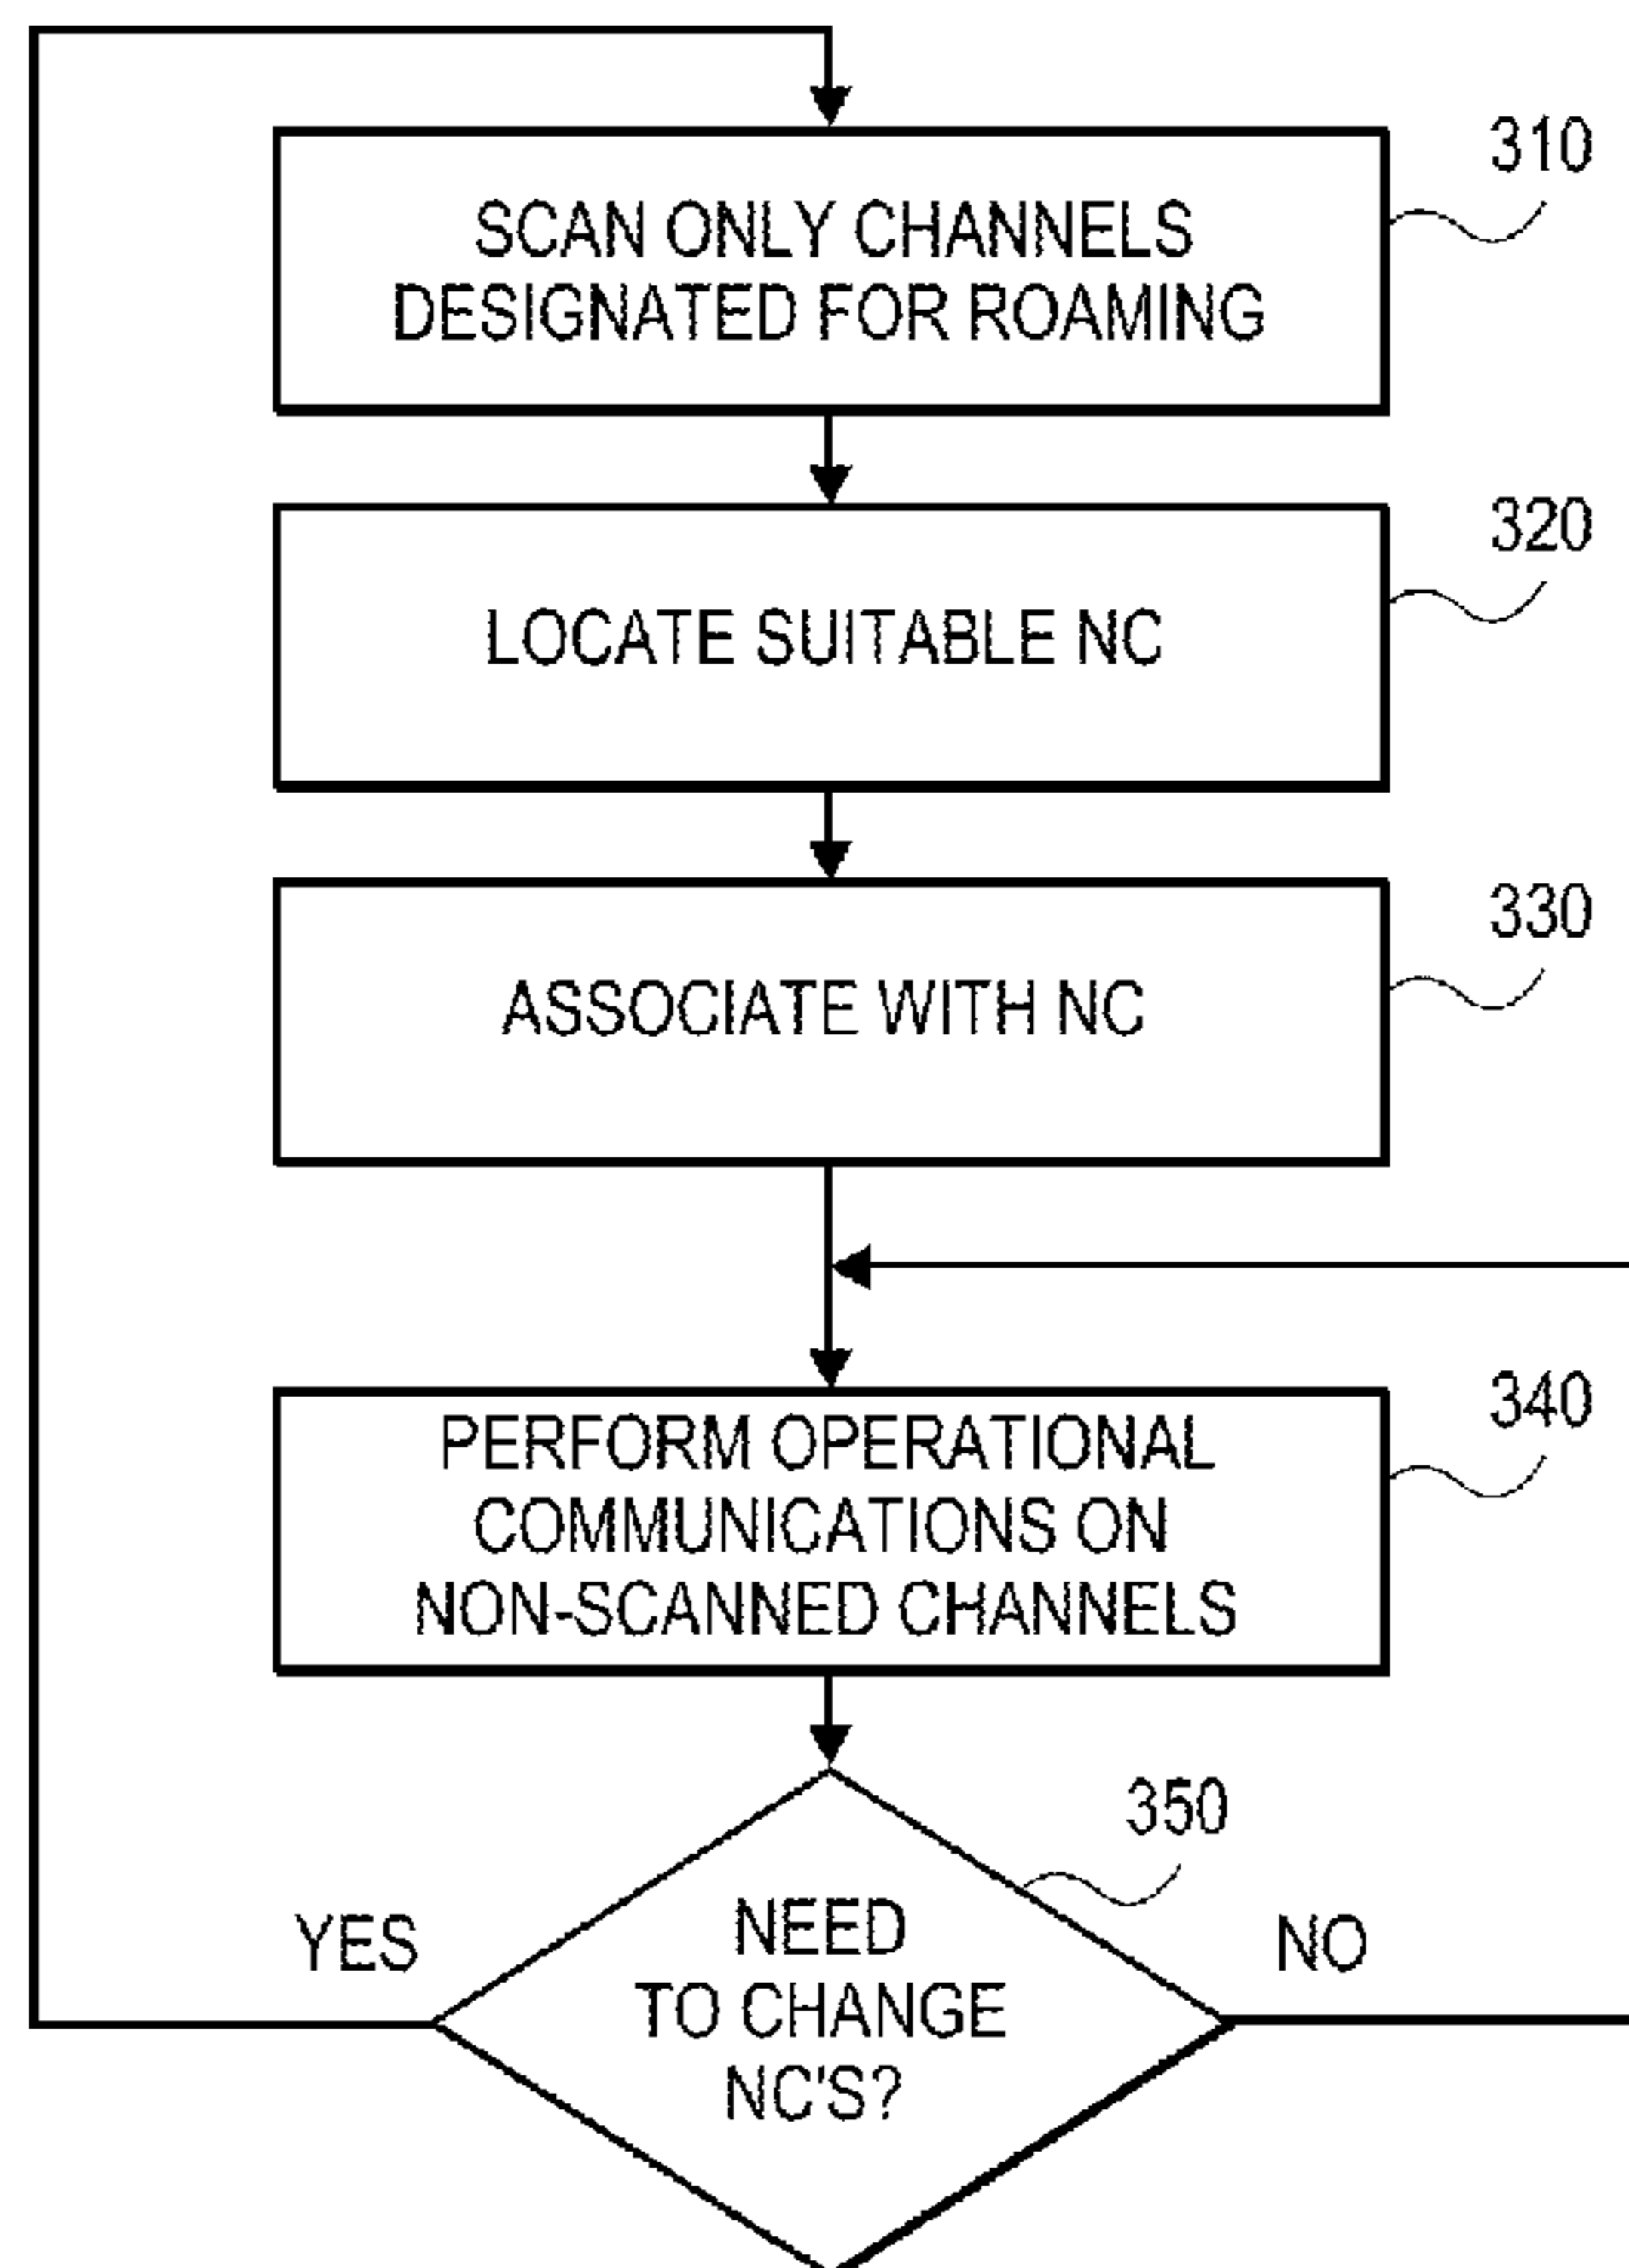 310
SCAN ONLY CHANNELS
DESIGNATED FOR ROAMING
320
LOCATE SUITABLE NC
330
ASSOCIATE WITH NC
340
PERFORM OPERATIONAL
COMMUNICATIONS ON
NON-SCANNED CHANNELS
350
YES
NEED
TO CHANGE
NC'S?
NO